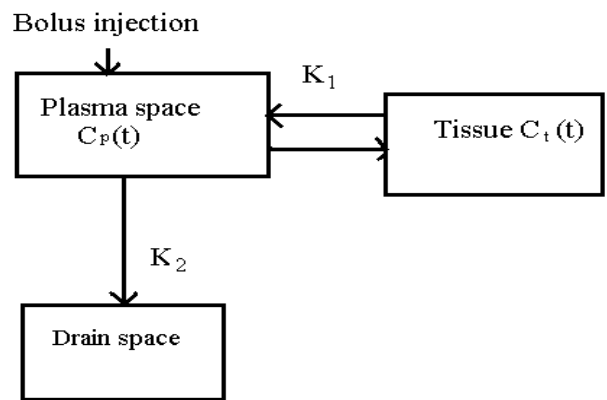 Bolus injection
K₁
Plasma space
Cₚ(t)
Tissue Cₜ (t)
K₂
Drain space